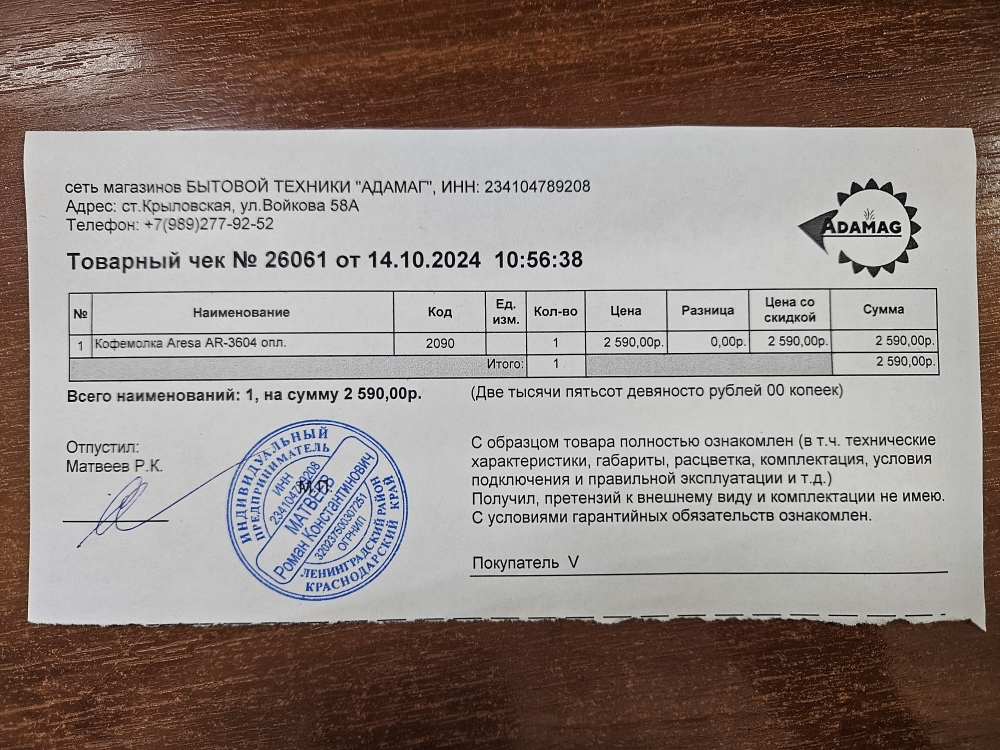 сеть магазинов БЫТОВОЙ ТЕХНИКИ "АДАМАГ", ИНН: 234104789208
Адрес: ст.Крыловская, ул.Войкова 58А
Телефон: +7(989)277-92-52
ADAMAG
Товарный чек № 26061 от 14.10.2024 10:56:38
№ Наименование Код Ед. изм. Кол-во Цена Разница Цена со скидкой Сумма
1 Кофемолка Aresa AR-3604 опл. 2090 1 2 590,00р. 0,00р. 2 590,00р. 2 590,00р.
Итого: 1 2 590,00р.
Всего наименований: 1, на сумму 2 590,00р. (Две тысячи пятьсот девяносто рублей 00 копеек)
Отпустил:
Матвеев Р.К.
М.П.
ИНДИВИДУАЛЬНЫЙ
ПРЕДПРИНИМАТЕЛЬ
ИНН
234104789208
МАТВЕЕВ
Роман Константинович
ОГРНИП
ЛЕНИНГРАДСКИЙ РАЙОН
КРАСНОДАРСКИЙ КРАЙ
С образцом товара полностью ознакомлен (в т.ч. технические
характеристики, габариты, расцветка, комплектация, условия
подключения и правильной эксплуатации и т.д.)
Получил, претензий к внешнему виду и комплектации не имею.
С условиями гарантийных обязательств ознакомлен.
Покупатель V